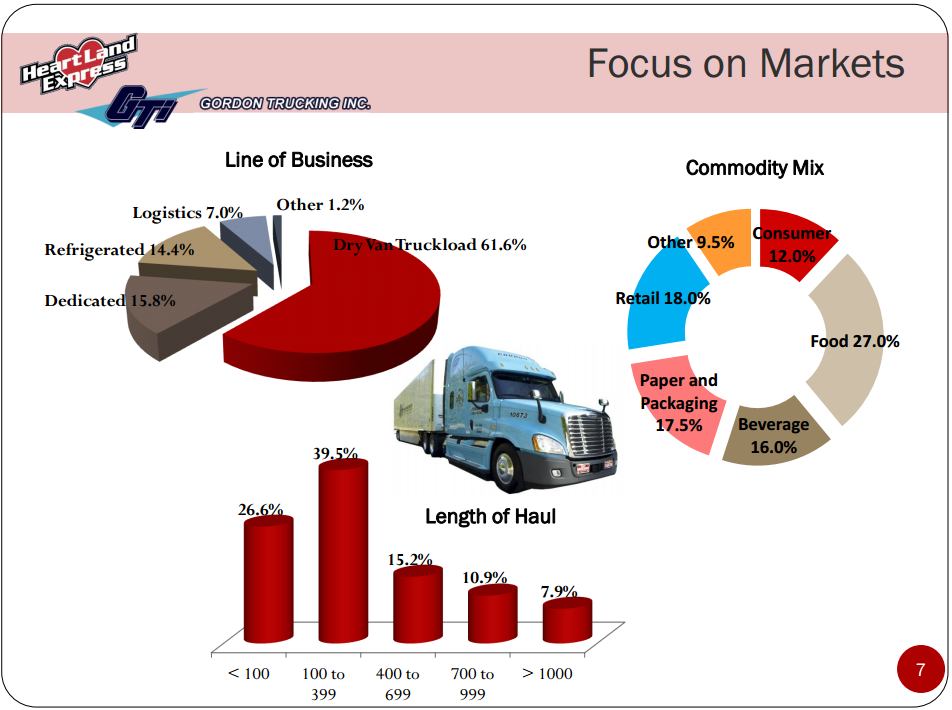 HeartLand
Express
GTI
GORDON TRUCKING INC.
Focus on Markets
Line of Business
Other 1.2%
Logistics 7.0%
Dry Van Truckload 61.6%
Refrigerated 14.4%
Dedicated 15.8%
Commodity Mix
Consumer
12.0%
Other 9.5%
Retail 18.0%
Food 27.0%
Paper and
Packaging
17.5%
Beverage
16.0%
10873
Length of Haul
39.5%
26.6%
15.2%
10.9%
7.9%
< 100
100 to
399
400 to
699
700 to
999
> 1000
7